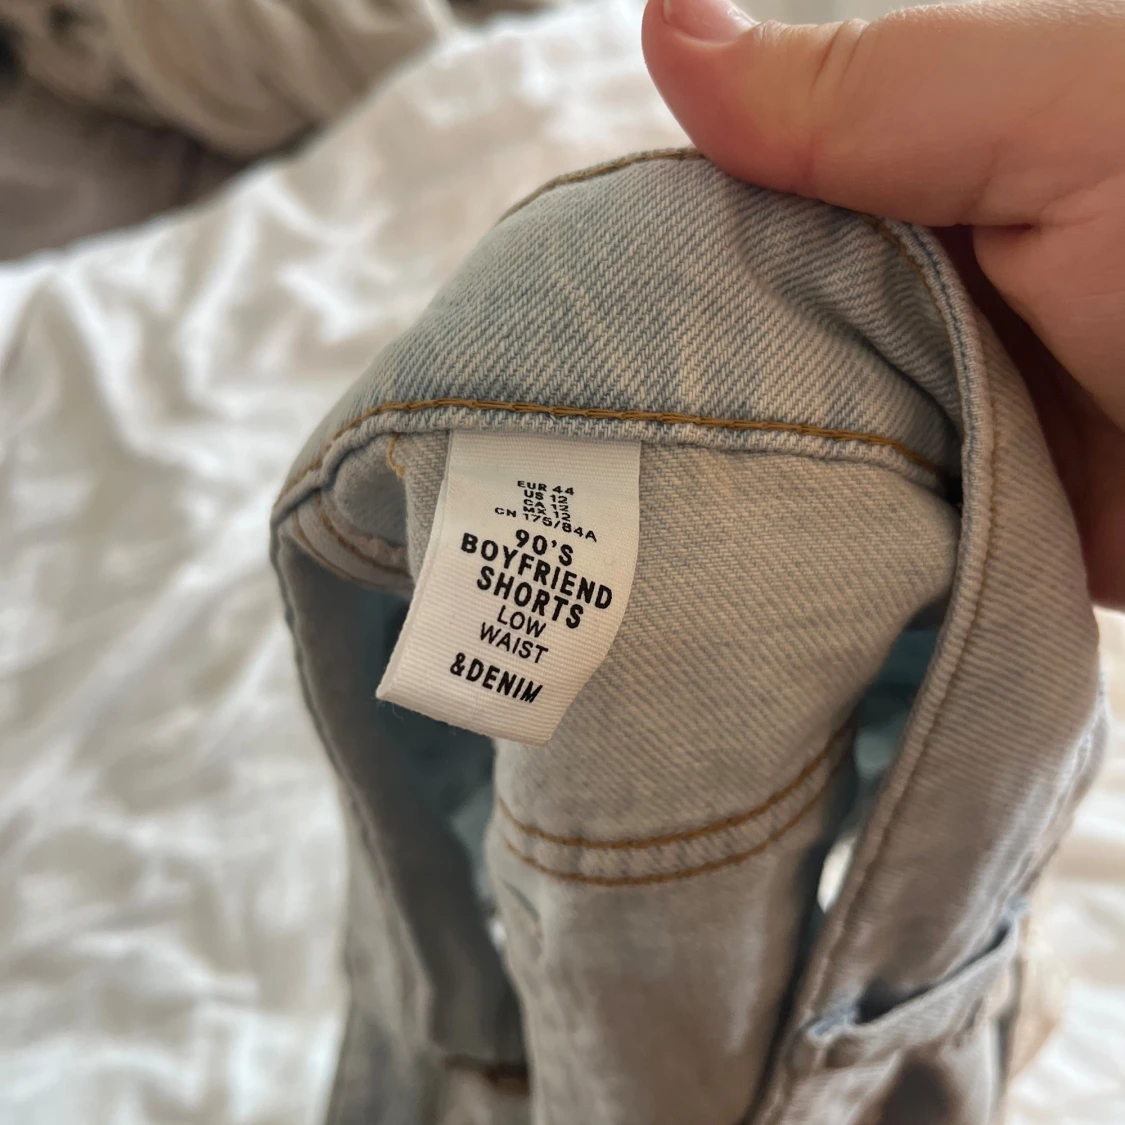 EUR 44
US 12
CA 12
MX 12
CN 175/84A
90'S
BOYFRIEND
SHORTS
LOW
WAIST
&DENIM